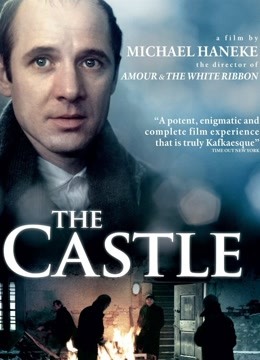 a film by
MICHAEL HANEKE
the director of
AMOUR & THE WHITE RIBBON
“A potent, enigmatic and
complete film experience
that is truly Kafkaesque”
TIME OUT NEW YORK
THE
CASTLE